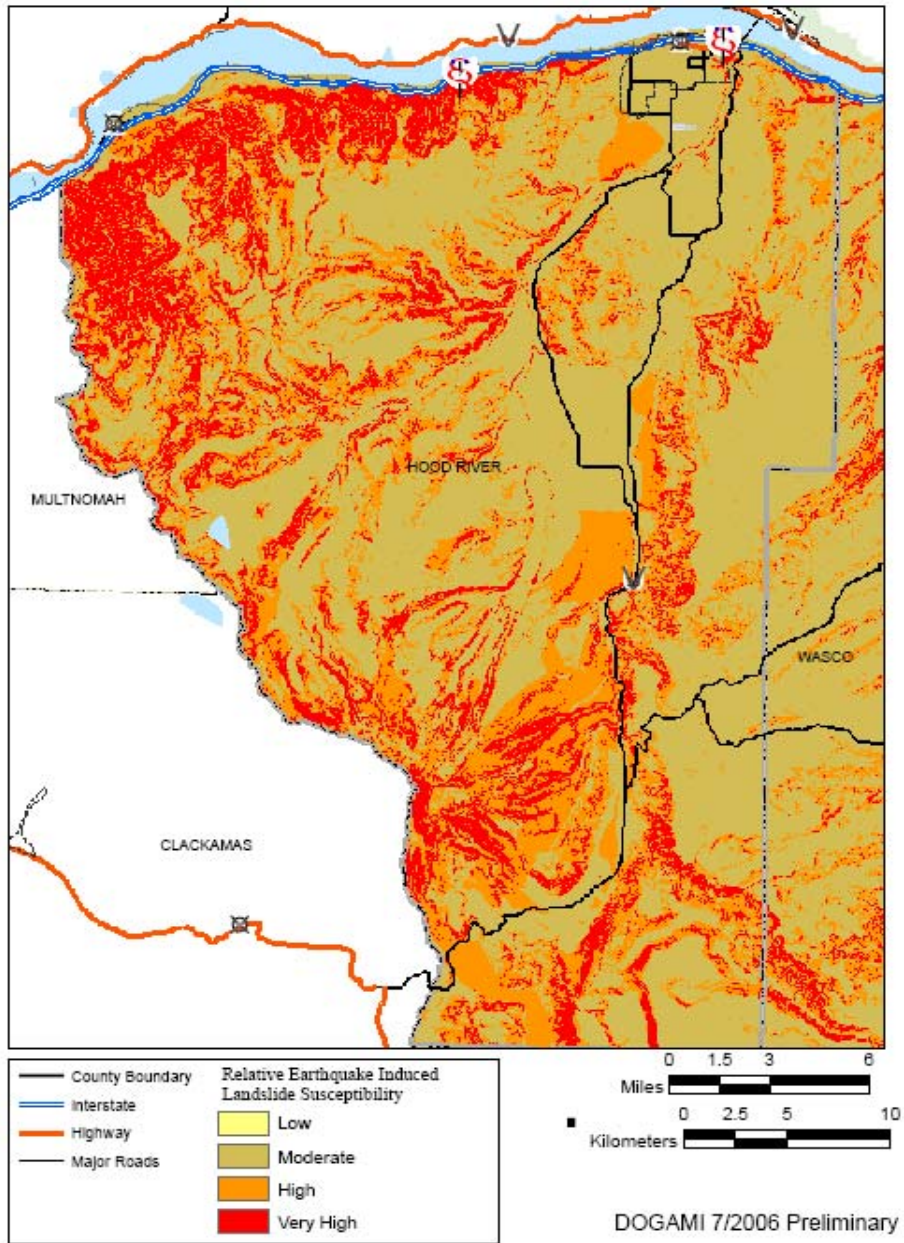 HOOD RIVER
MULTNOMAH
WASCO
CLACKAMAS
County Boundary
Interstate
Highway
Major Roads
Relative Earthquake Induced
Landslide Susceptibility
Low
Moderate
High
Very High
0 1.5 3 6
Miles
0 2.5 5 10
Kilometers
DOGAMI 7/2006 Preliminary